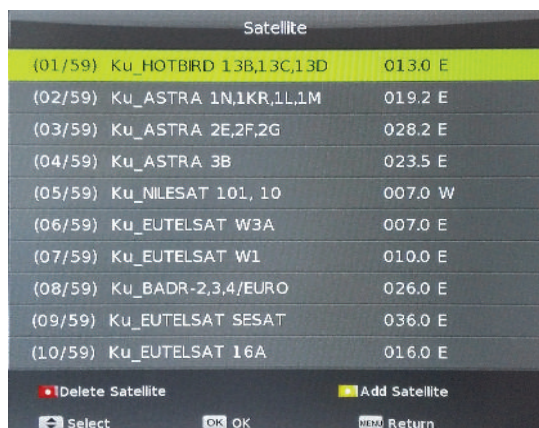 Satellite
(01/59) Ku_HOTBIRD 13B,13C,13D 013.0 E
(02/59) Ku_ASTRA 1N,1KR,1L,1M 019.2 E
(03/59) Ku_ASTRA 2E,2F,2G 028.2 E
(04/59) Ku_ASTRA 3B 023.5 E
(05/59) Ku_NILESAT 101, 10 007.0 W
(06/59) Ku_EUTELSAT W3A 007.0 E
(07/59) Ku_EUTELSAT W1 010.0 E
(08/59) Ku_BADR-2,3,4/EURO 026.0 E
(09/59) Ku_EUTELSAT SESAT 036.0 E
(10/59) Ku_EUTELSAT 16A 016.0 E
Delete Satellite Add Satellite
Select OK OK MENU Return